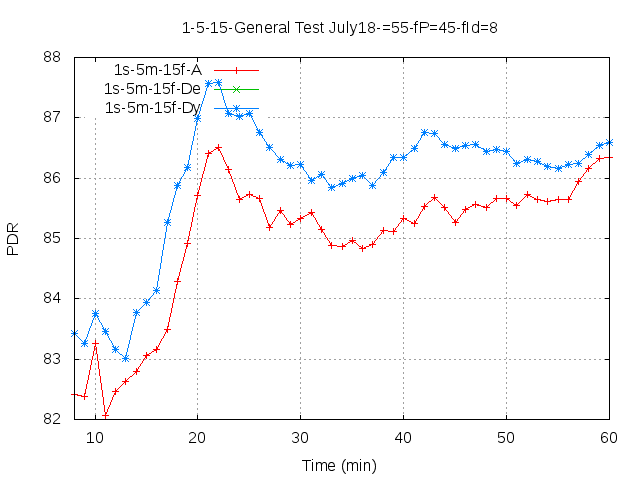 1-5-15-General Test July18-=55-fP=45-fId=8
88
87
86
85
84
83
82
10
20
30
40
50
60
PDR
Time (min)
1s-5m-15f-A
1s-5m-15f-De
1s-5m-15f-Dy